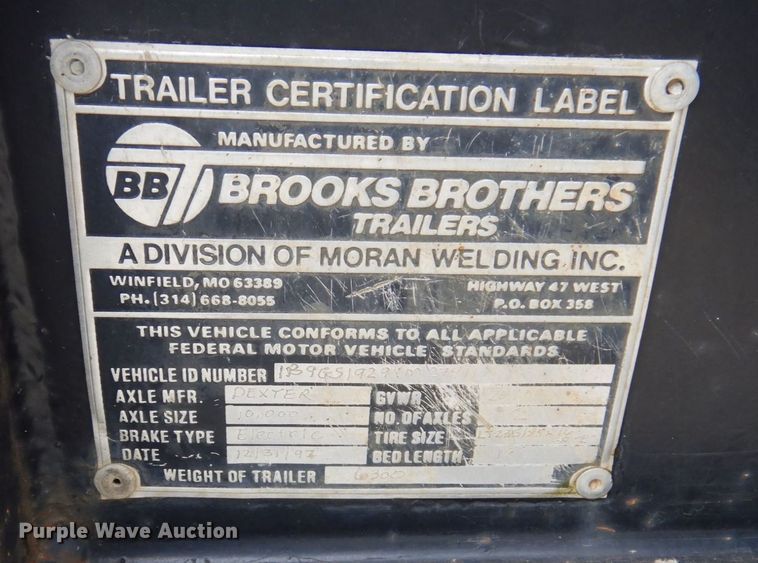 TRAILER CERTIFICATION LABEL
MANUFACTURED BY
BBT BROOKS BROTHERS
TRAILERS
A DIVISION OF MORAN WELDING, INC.
WINFIELD, MO 63389 HIGHWAY 47 WEST
PH. (314) 668-8055 P.O. BOX 358
THIS VEHICLE CONFORMS TO ALL APPLICABLE
FEDERAL MOTOR VEHICLE STANDARDS
VEHICLE ID NUMBER
AXLE MFR. DEXTER GVWR
AXLE SIZE 10,000 NO. OF AXLES
BRAKE TYPE Electric TIRE SIZE
DATE 12/31/97 BED LENGTH
WEIGHT OF TRAILER 6300
Purple Wave Auction